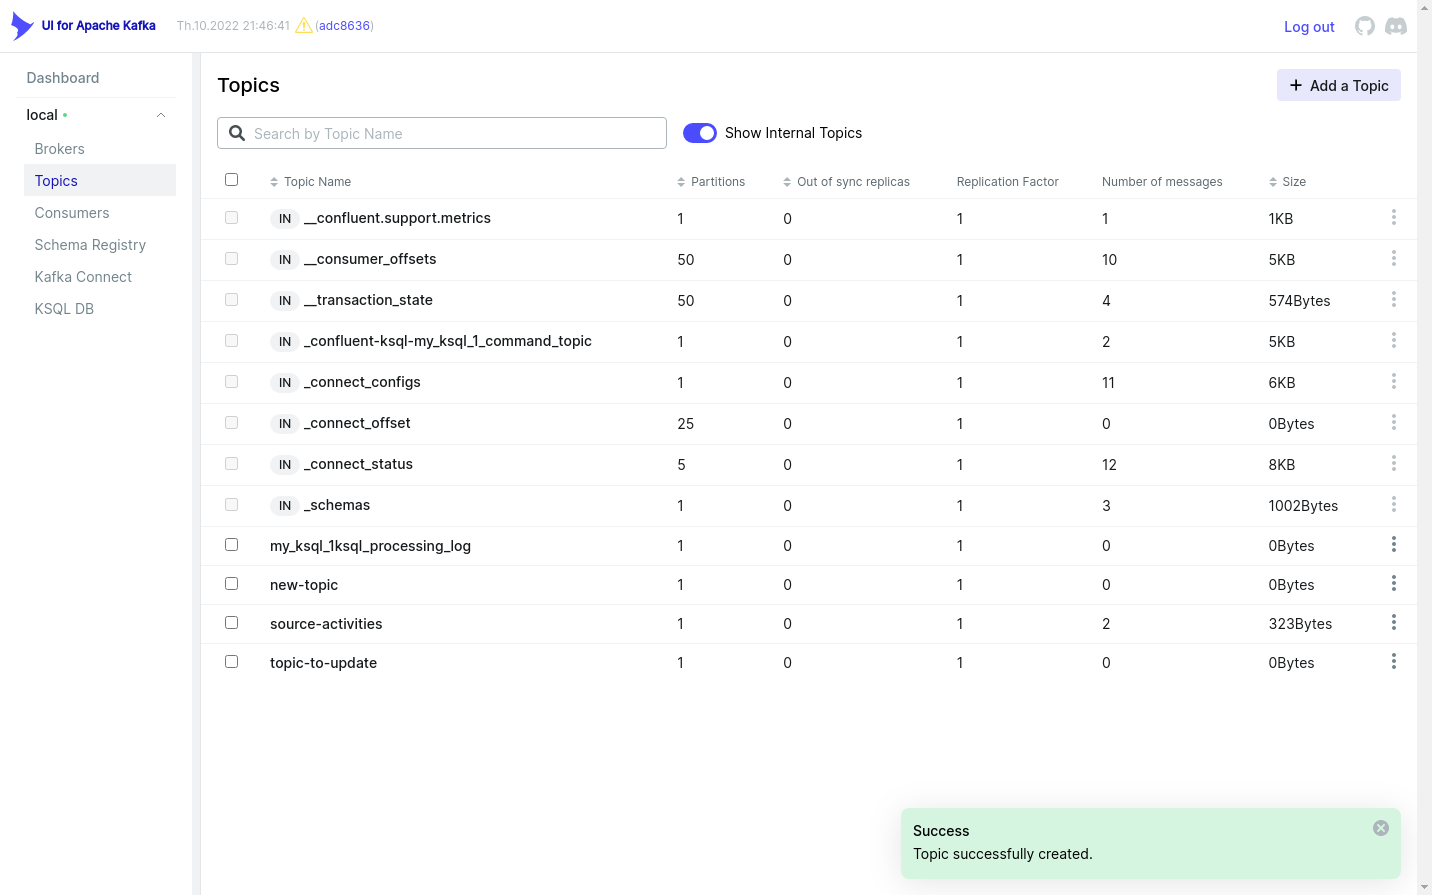 UI for Apache Kafka Th.10.2022 21:46:41 (adc8636) Log out
Dashboard
local
Brokers
Topics
Consumers
Schema Registry
Kafka Connect
KSQL DB
Topics
Add a Topic
Search by Topic Name
Show Internal Topics
Topic Name Partitions Out of sync replicas Replication Factor Number of messages Size
IN __confluent.support.metrics 1 0 1 1 1KB
IN __consumer_offsets 50 0 1 10 5KB
IN __transaction_state 50 0 1 4 574Bytes
IN _confluent-ksql-my_ksql_1_command_topic 1 0 1 2 5KB
IN _connect_configs 1 0 1 11 6KB
IN _connect_offset 25 0 1 0 0Bytes
IN _connect_status 5 0 1 12 8KB
IN _schemas 1 0 1 3 1002Bytes
my_ksql_1ksql_processing_log 1 0 1 0 0Bytes
new-topic 1 0 1 0 0Bytes
source-activities 1 0 1 2 323Bytes
topic-to-update 1 0 1 0 0Bytes
Success
Topic successfully created.